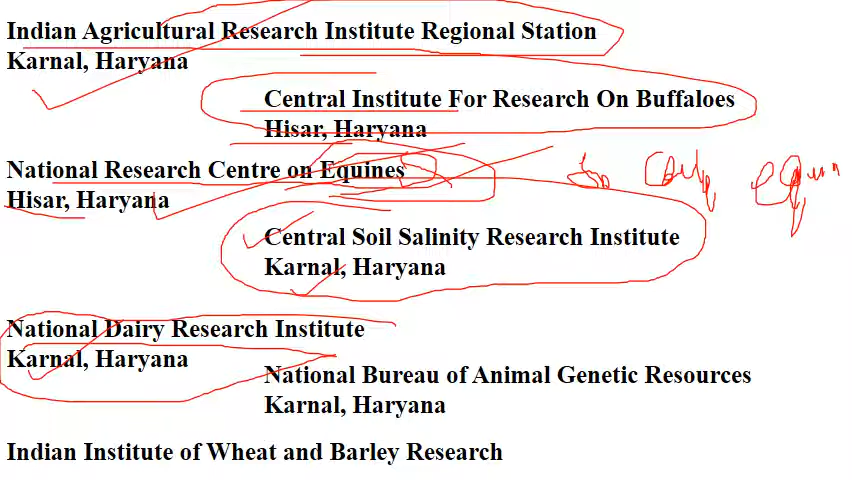 Indian Agricultural Research Institute Regional Station
Karnal, Haryana
Central Institute For Research On Buffaloes
Hisar, Haryana
National Research Centre on Equines
Hisar, Haryana
Central Soil Salinity Research Institute
Karnal, Haryana
National Dairy Research Institute
Karnal, Haryana
National Bureau of Animal Genetic Resources
Karnal, Haryana
Indian Institute of Wheat and Barley Research